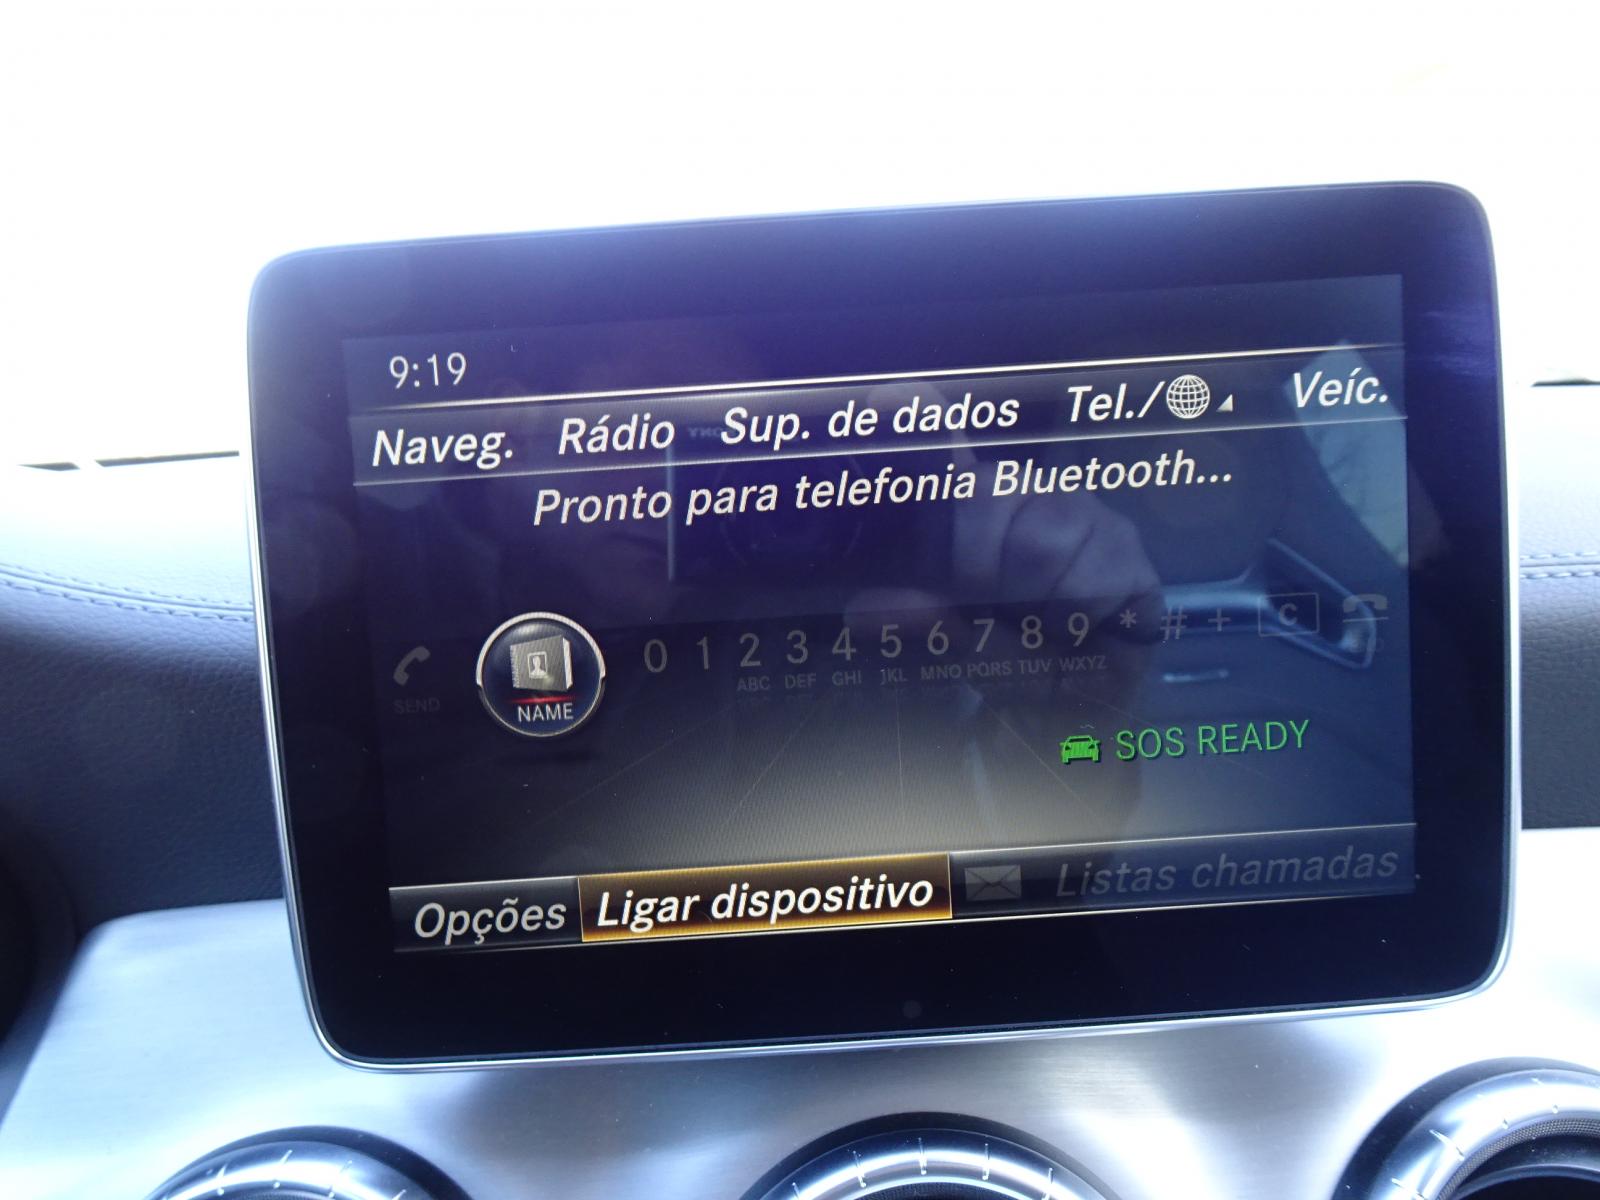 9:19
Naveg. Rádio Sup. de dados Tel./ Veíc.
Pronto para telefonia Bluetooth...
SEND NAME 0 1 2 3 4 5 6 7 8 9 * # + C
ABC DEF GHI JKL MNO PQRS TUV WXYZ
SOS READY
Opções Ligar dispositivo Listas chamadas